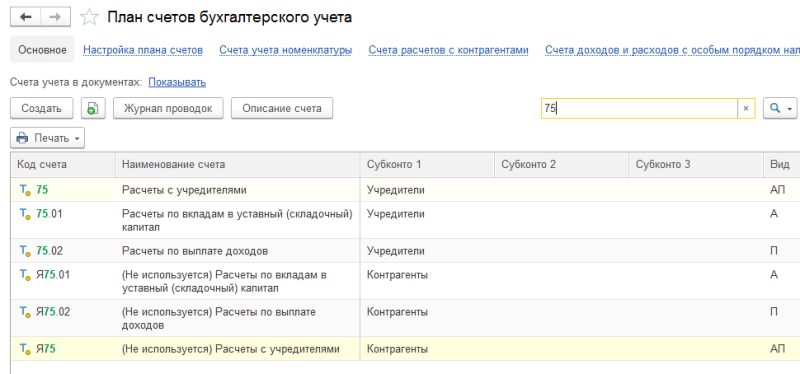 План счетов бухгалтерского учета
Основное Настройка плана счетов Счета учета номенклатуры Счета расчетов с контрагентами Счета доходов и расходов с особым порядком нал
Счета учета в документах: Показывать
Создать Журнал проводок Описание счета 75 ×
Печать
Код счета Наименование счета Субконто 1 Субконто 2 Субконто 3 Вид
75 Расчеты с учредителями Учредители АП
75.01 Расчеты по вкладам в уставный (складочный) Учредители А
капитал
75.02 Расчеты по выплате доходов Учредители П
Я75.01 (Не используется) Расчеты по вкладам в Контрагенты А
уставный (складочный) капитал
Я75.02 (Не используется) Расчеты по выплате Контрагенты П
доходов
Я75 (Не используется) Расчеты с учредителями Контрагенты АП